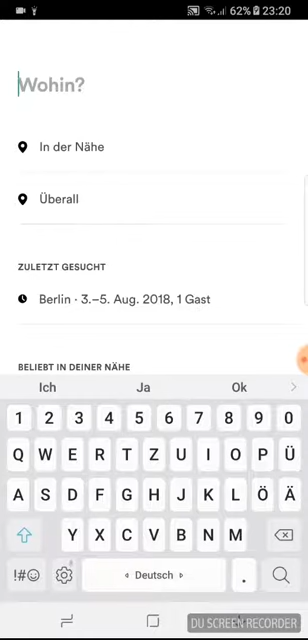 62% 23:20
Wohin?
In der Nähe
Überall
ZULETZT GESUCHT
Berlin · 3.–5. Aug. 2018, 1 Gast
BELIEBT IN DEINER NÄHE
Ich Ja Ok
1 2 3 4 5 6 7 8 9 0
Q W E R T Z U I O P Ü
A S D F G H J K L Ö Ä
Y X C V B N M
!#☺ Deutsch .
DU SCREEN RECORDER